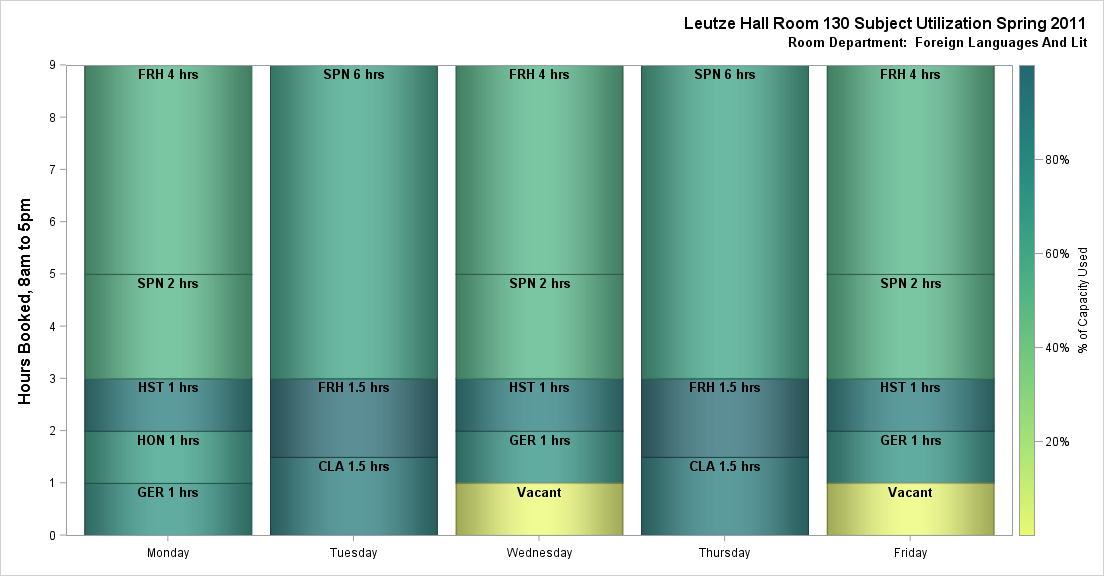 Leutze Hall Room 130 Subject Utilization Spring 2011
Room Department:  Foreign Languages And Lit
Hours Booked, 8am to 5pm
9
8
7
6
5
4
3
2
1
0
FRH 4 hrs
SPN 2 hrs
HST 1 hrs
HON 1 hrs
GER 1 hrs
Monday
SPN 6 hrs
FRH 1.5 hrs
CLA 1.5 hrs
Tuesday
FRH 4 hrs
SPN 2 hrs
HST 1 hrs
GER 1 hrs
Vacant
Wednesday
SPN 6 hrs
FRH 1.5 hrs
CLA 1.5 hrs
Thursday
FRH 4 hrs
SPN 2 hrs
HST 1 hrs
GER 1 hrs
Vacant
Friday
80%
60%
40%
20%
% of Capacity Used